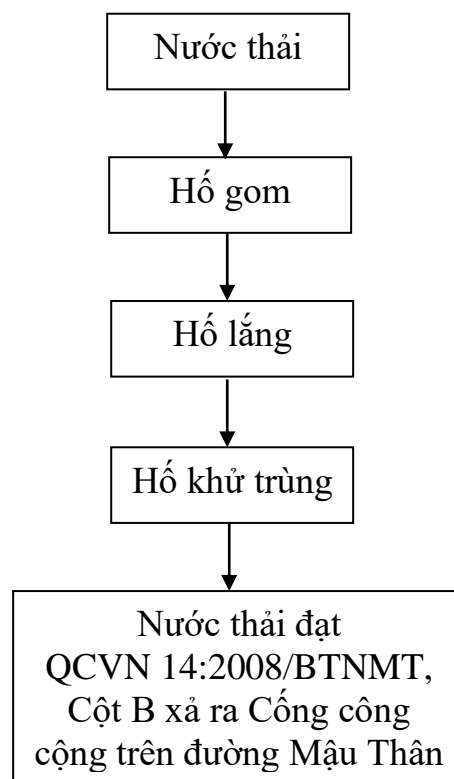 Nước thải
Hố gom
Hố lắng
Hố khử trùng
Nước thải đạt
QCVN 14:2008/BTNMT,
Cột B xả ra Cống công
cộng trên đường Mậu Thân